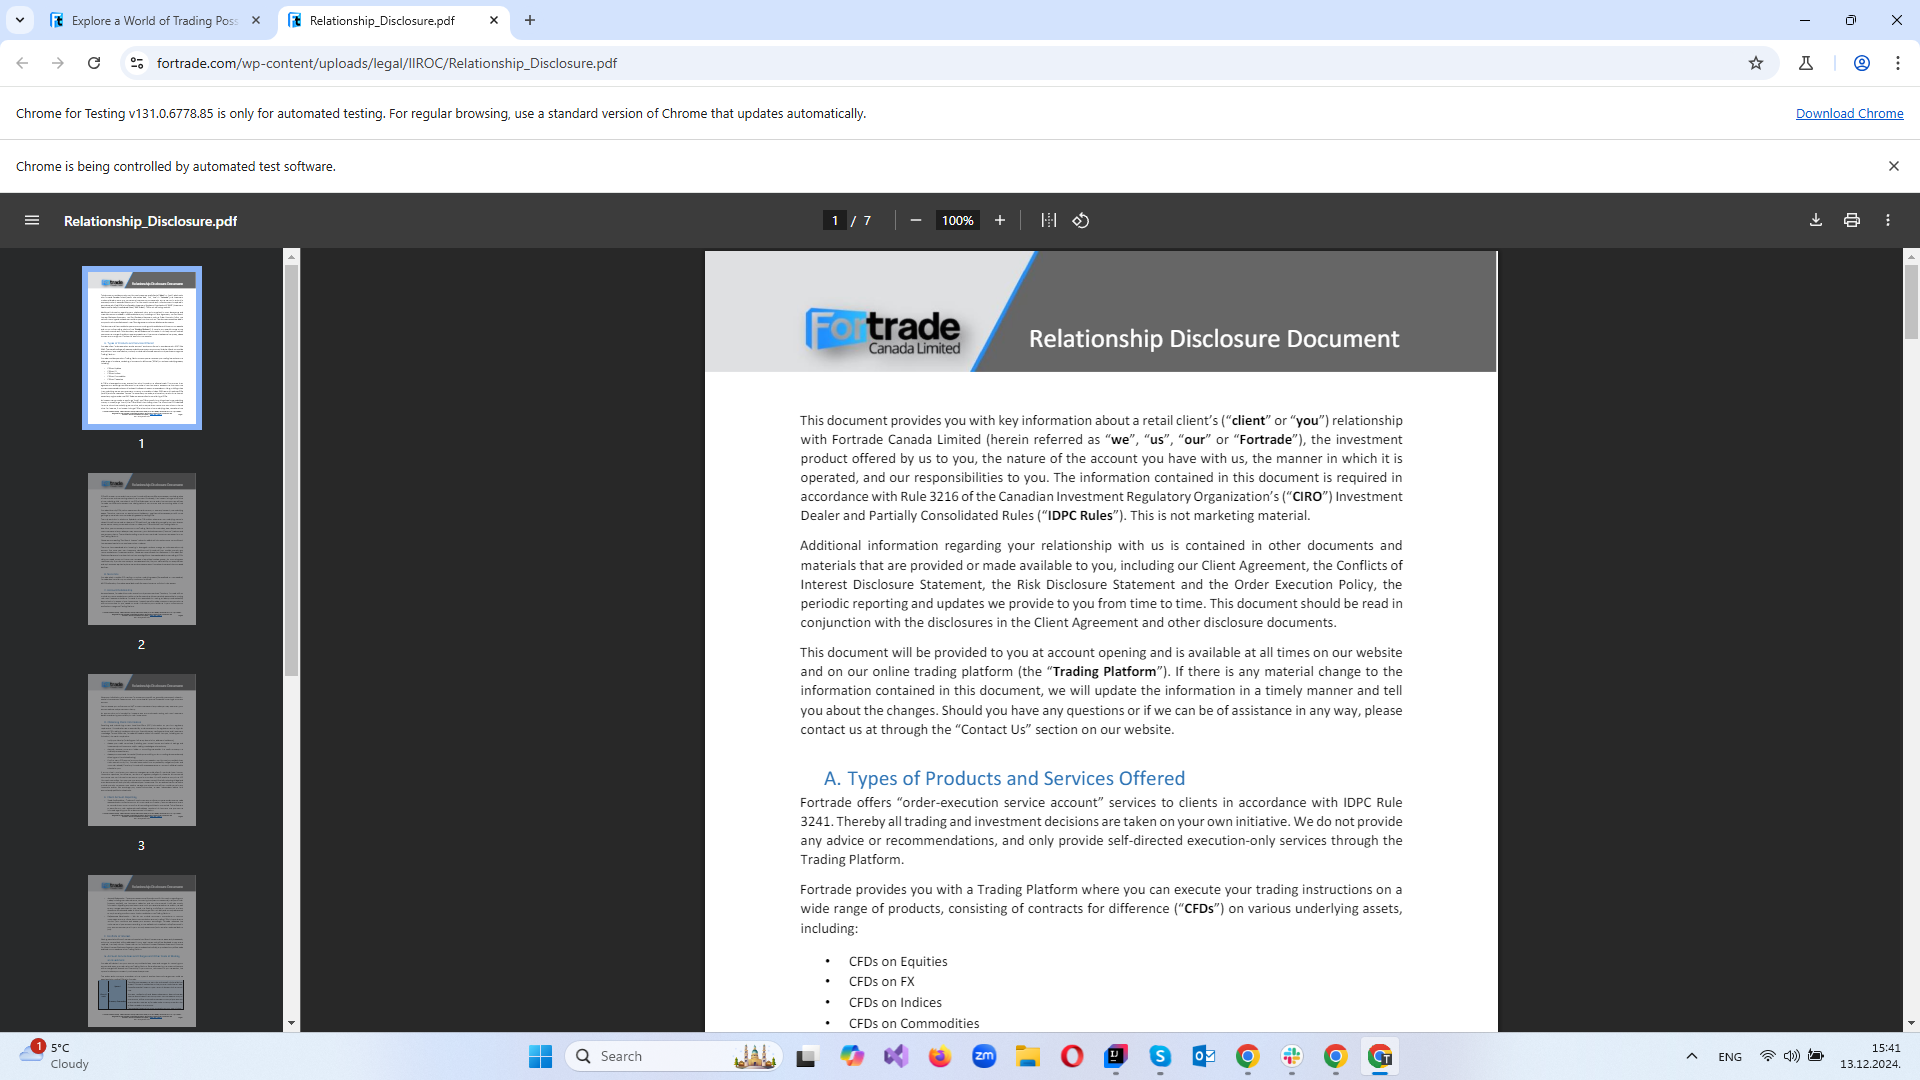 Explore a World of Trading Poss
Relationship_Disclosure.pdf
fortrade.com/wp-content/uploads/legal/IIROC/Relationship_Disclosure.pdf
Chrome for Testing v131.0.6778.85 is only for automated testing. For regular browsing, use a standard version of Chrome that updates automatically.
Download Chrome
Chrome is being controlled by automated test software.
Relationship_Disclosure.pdf
1 / 7
100%
1
2
3
Fortrade
Canada Limited
Relationship Disclosure Document
This document provides you with key information about a retail client’s (“client” or “you”) relationship
with Fortrade Canada Limited (herein referred as “we”, “us”, “our” or “Fortrade”), the investment
product offered by us to you, the nature of the account you have with us, the manner in which it is
operated, and our responsibilities to you. The information contained in this document is required in
accordance with Rule 3216 of the Canadian Investment Regulatory Organization’s (“CIRO”) Investment
Dealer and Partially Consolidated Rules (“IDPC Rules”). This is not marketing material.
Additional information regarding your relationship with us is contained in other documents and
materials that are provided or made available to you, including our Client Agreement, the Conflicts of
Interest Disclosure Statement, the Risk Disclosure Statement and the Order Execution Policy, the
periodic reporting and updates we provide to you from time to time. This document should be read in
conjunction with the disclosures in the Client Agreement and other disclosure documents.
This document will be provided to you at account opening and is available at all times on our website
and on our online trading platform (the “Trading Platform”). If there is any material change to the
information contained in this document, we will update the information in a timely manner and tell
you about the changes. Should you have any questions or if we can be of assistance in any way, please
contact us at through the “Contact Us” section on our website.
A. Types of Products and Services Offered
Fortrade offers “order-execution service account” services to clients in accordance with IDPC Rule
3241. Thereby all trading and investment decisions are taken on your own initiative. We do not provide
any advice or recommendations, and only provide self-directed execution-only services through the
Trading Platform.
Fortrade provides you with a Trading Platform where you can execute your trading instructions on a
wide range of products, consisting of contracts for difference (“CFDs”) on various underlying assets,
including:
• CFDs on Equities
• CFDs on FX
• CFDs on Indices
• CFDs on Commodities
1
5°C
Cloudy
Search
zm
ENG
15:41
13.12.2024.